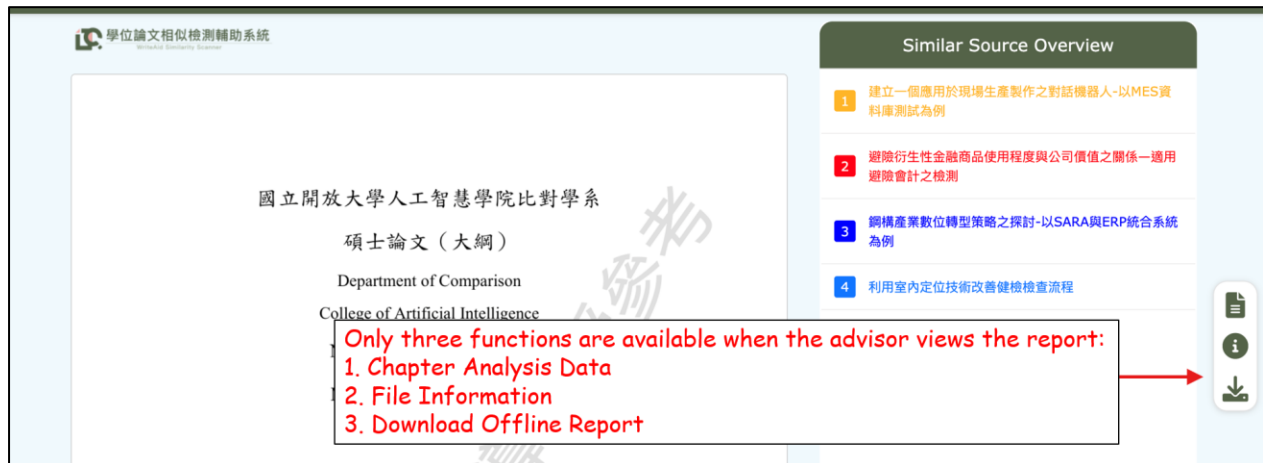 學位論文相似檢測輔助系統
WriteAid Similarity Scanner
Similar Source Overview
1
建立一個應用於現場生產製作之對話機器人-以MES資
料庫測試為例
2
避險衍生性金融商品使用程度與公司價值之關係—適用
避險會計之檢測
3
鋼構產業數位轉型策略之探討-以SARA與ERP統合系統
為例
4
利用室內定位技術改善健檢檢查流程
國立開放大學人工智慧學院比對學系
碩士論文（大綱）
Department of Comparison
College of Artificial Intelligence
Only three functions are available when the advisor views the report:
1. Chapter Analysis Data
2. File Information
3. Download Offline Report
參考